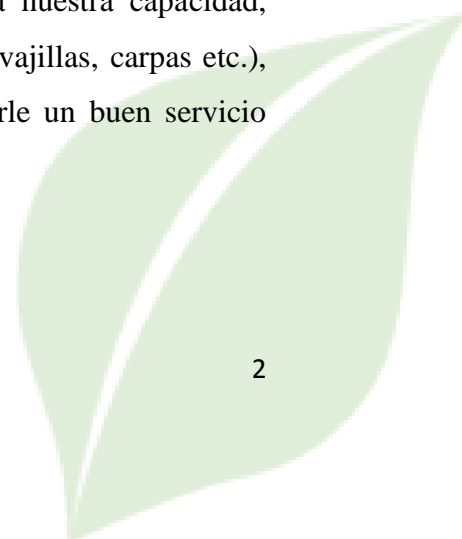 nuestra capacidad,
vajillas, carpas etc.),
rle un buen servicio
2